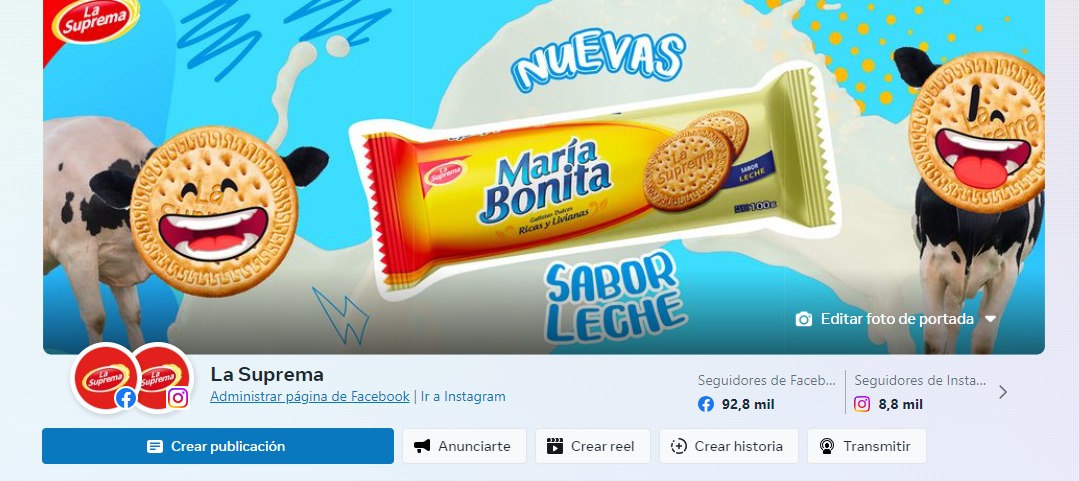 La
Suprema
NUEVAS
La
Suprema
María
Bonita
Galletas Dulces
Ricas y Livianas
La
Suprema
SABOR
LECHE
100g
La
Suprema
SABOR
LECHE
Editar foto de portada
La Suprema
La Suprema
La Suprema
Administrar página de Facebook | Ir a Instagram
Seguidores de Faceb...
92,8 mil
Seguidores de Insta...
8,8 mil
Crear publicación
Anunciarte
Crear reel
Crear historia
Transmitir